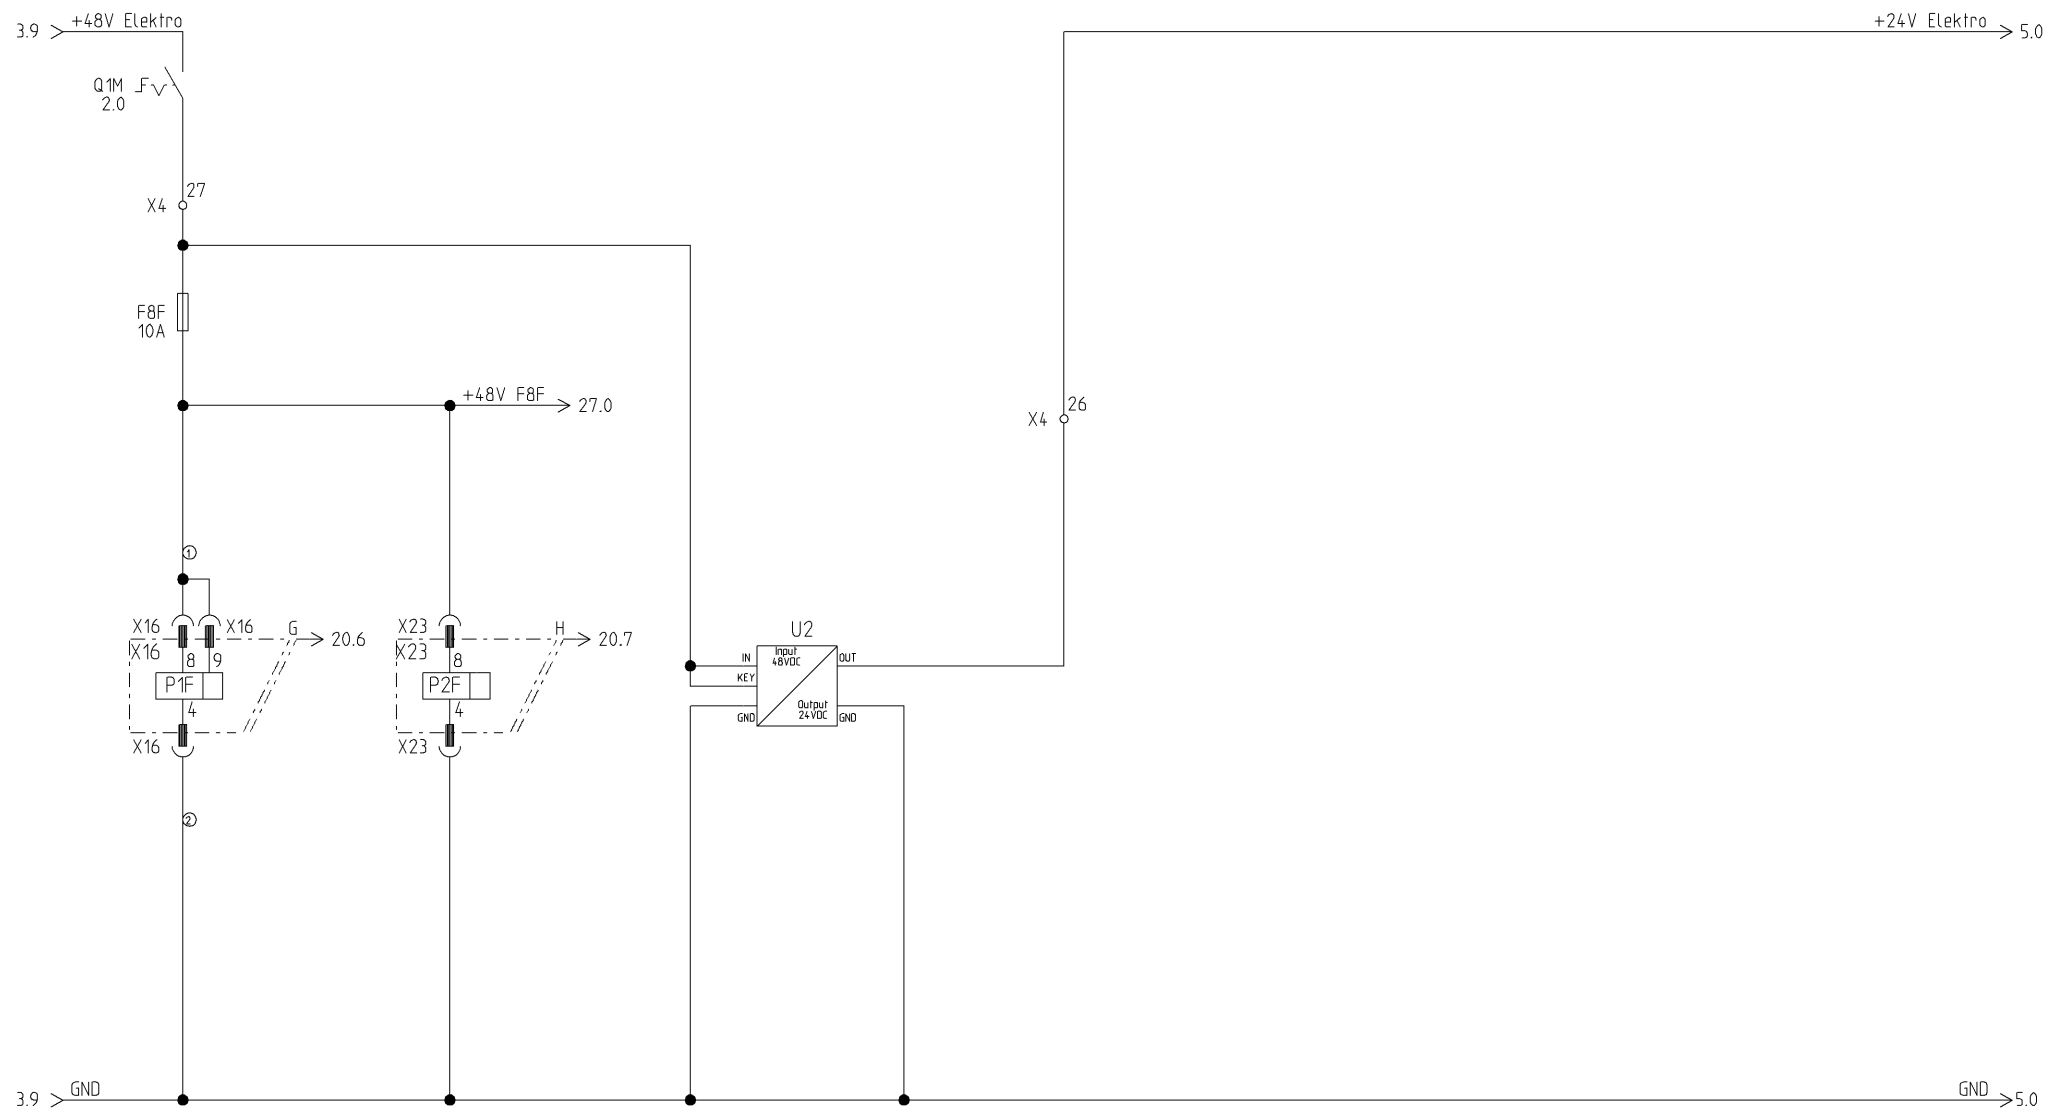 +48V Elektro
3.9
+24V Elektro
5.0
Q1M
2.0
27
X4
F8F
10A
+48V F8F
27.0
26
X4
1
X16
X16
G
20.6
X23
H
20.7
U2
X16
8
9
X23
8
P1F
P2F
4
4
X16
X23
IN
KEY
GND
Input
48VDC
Output
24VDC
OUT
GND
2
3.9
GND
GND
5.0